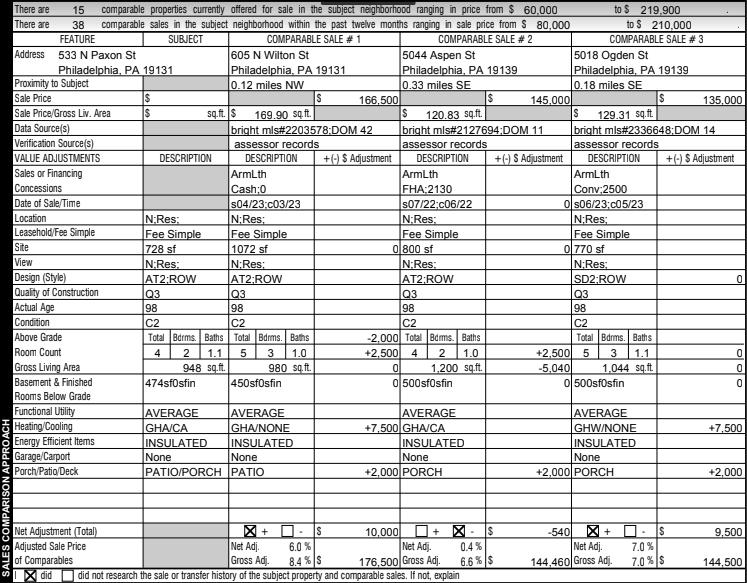 There are 15 comparable properties currently offered for sale in the subject neighborhood ranging in price from $ 60,000 to $ 219,900 .
There are 38 comparable sales in the subject neighborhood within the past twelve months ranging in sale price from $ 80,000 to $ 210,000 .
FEATURE SUBJECT COMPARABLE SALE # 1 COMPARABLE SALE # 2 COMPARABLE SALE # 3
Address 533 N Paxon St 605 N Wilton St 5044 Aspen St 5018 Ogden St
Philadelphia, PA 19131 Philadelphia, PA 19131 Philadelphia, PA 19139 Philadelphia, PA 19139
Proximity to Subject 0.12 miles NW 0.33 miles SE 0.18 miles SE
Sale Price $ $ 166,500 $ 145,000 $ 135,000
Sale Price/Gross Liv. Area $ sq.ft. $ 169.90 sq.ft. $ 120.83 sq.ft. $ 129.31 sq.ft.
Data Source(s) bright mls#2203578;DOM 42 bright mls#2127694;DOM 11 bright mls#2336648;DOM 14
Verification Source(s) assessor records assessor records assessor records
VALUE ADJUSTMENTS DESCRIPTION DESCRIPTION +(-) $ Adjustment DESCRIPTION +(-) $ Adjustment DESCRIPTION +(-) $ Adjustment
Sales or Financing ArmLth ArmLth ArmLth
Concessions Cash;0 FHA;2130 Conv;2500
Date of Sale/Time s04/23;c03/23 s07/22;c06/22 0 s06/23;c05/23
Location N;Res; N;Res; N;Res; N;Res;
Leasehold/Fee Simple Fee Simple Fee Simple Fee Simple Fee Simple
Site 728 sf 1072 sf 0 800 sf 0 770 sf
View N;Res; N;Res; N;Res; N;Res;
Design (Style) AT2;ROW AT2;ROW AT2;ROW SD2;ROW 0
Quality of Construction Q3 Q3 Q3 Q3
Actual Age 98 98 98 98
Condition C2 C2 C2 C2
Above Grade Total Bdrms. Baths Total Bdrms. Baths -2,000 Total Bdrms. Baths Total Bdrms. Baths 0
Room Count 4 2 1.1 5 3 1.0 +2,500 4 2 1.0 +2,500 5 3 1.1 0
Gross Living Area 948 sq.ft. 980 sq.ft. 0 1,200 sq.ft. -5,040 1,044 sq.ft. 0
Basement & Finished 474sf0sfin 450sf0sfin 0 500sf0sfin 0 500sf0sfin 0
Rooms Below Grade
Functional Utility AVERAGE AVERAGE AVERAGE AVERAGE
Heating/Cooling GHA/CA GHA/NONE +7,500 GHA/CA GHW/NONE +7,500
Energy Efficient Items INSULATED INSULATED INSULATED INSULATED
Garage/Carport None None None None
Porch/Patio/Deck PATIO/PORCH PATIO +2,000 PORCH +2,000 PORCH +2,000
Net Adjustment (Total) X + - $ 10,000 + X - $ -540 X + - $ 9,500
Adjusted Sale Price Net Adj. 6.0 % Net Adj. 0.4 % Net Adj. 7.0 %
of Comparables Gross Adj. 8.4 % $ 176,500 Gross Adj. 6.6 % $ 144,460 Gross Adj. 7.0 % $ 144,500
I X did did not research the sale or transfer history of the subject property and comparable sales. If not, explain
SALES COMPARISON APPROACH